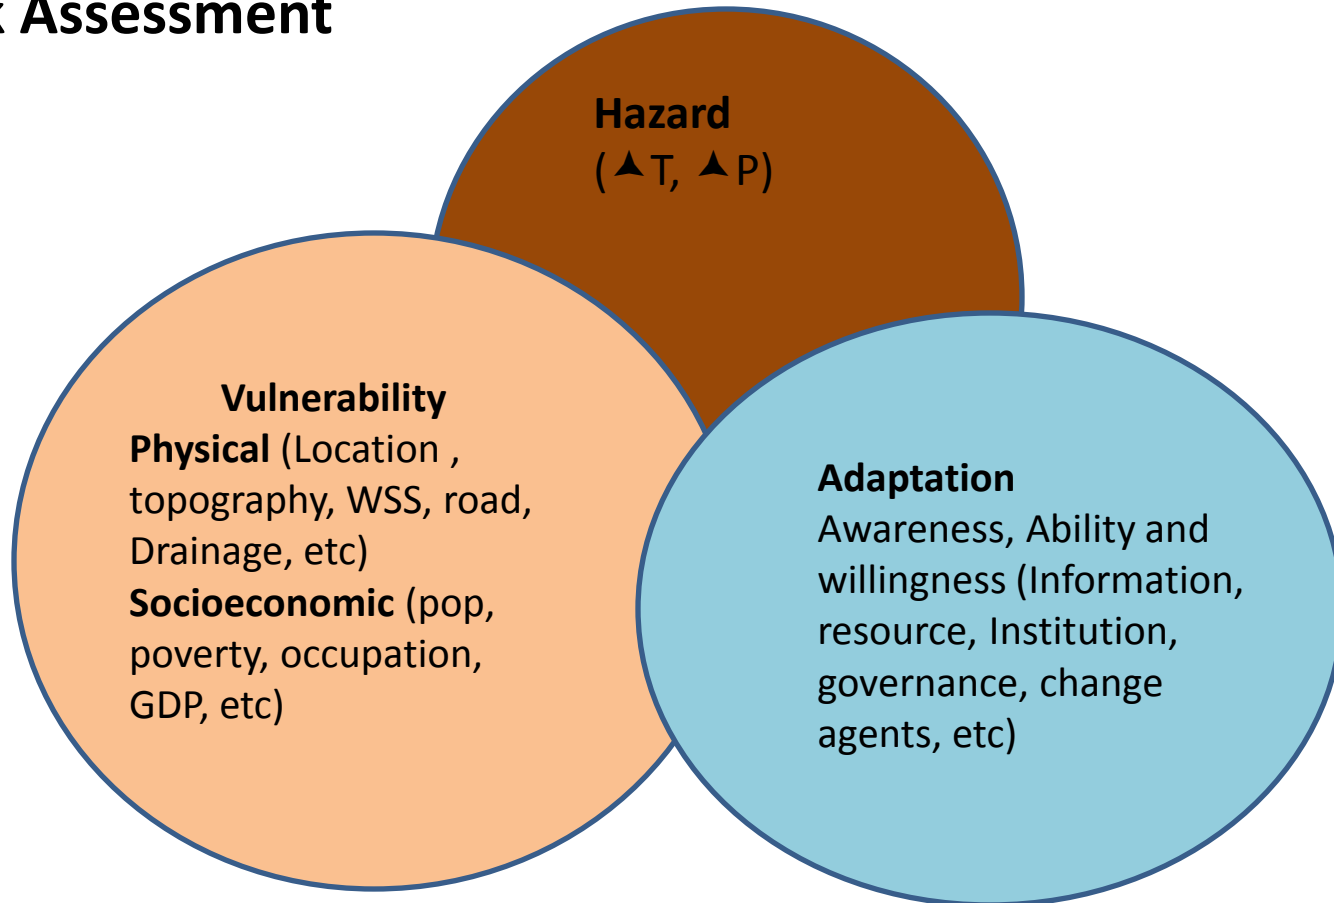 Assessment
Hazard
(▲T, ▲P)
Vulnerability
Physical (Location ,
topography, WSS, road,
Drainage, etc)
Socioeconomic (pop,
poverty, occupation,
GDP, etc)
Adaptation
Awareness, Ability and
willingness (Information,
resource, Institution,
governance, change
agents, etc)